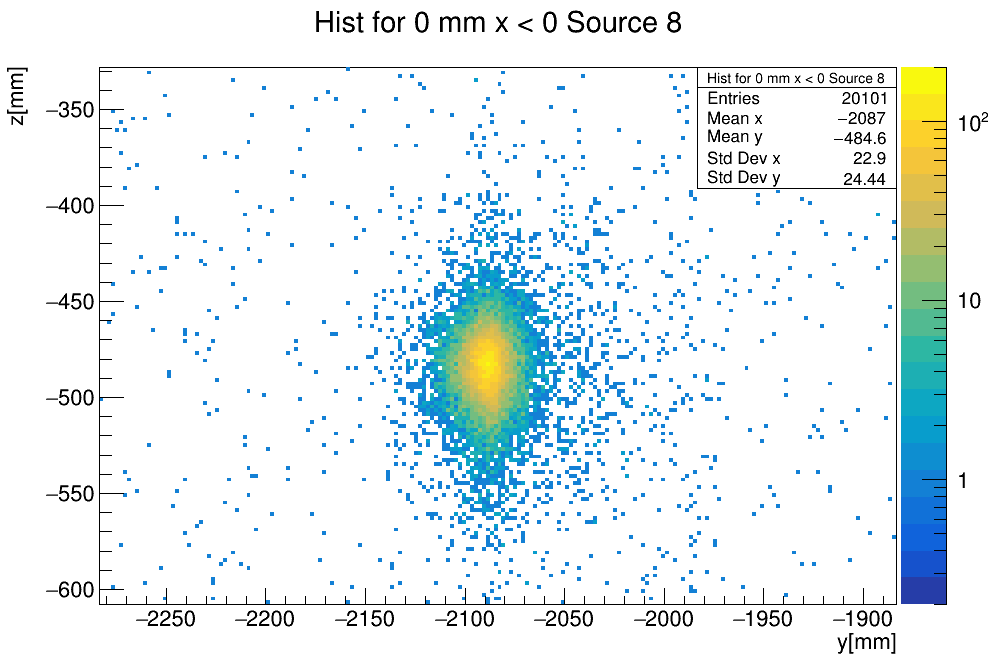 Hist for 0 mm x < 0 Source 8
z[mm]
Hist for 0 mm x < 0 Source 8
Entries 20101
Mean x −2087
Mean y −484.6
Std Dev x 22.9
Std Dev y 24.44
−350
−400
−450
−500
−550
−600
10²
10
1
−2250 −2200 −2150 −2100 −2050 −2000 −1950 −1900
y[mm]